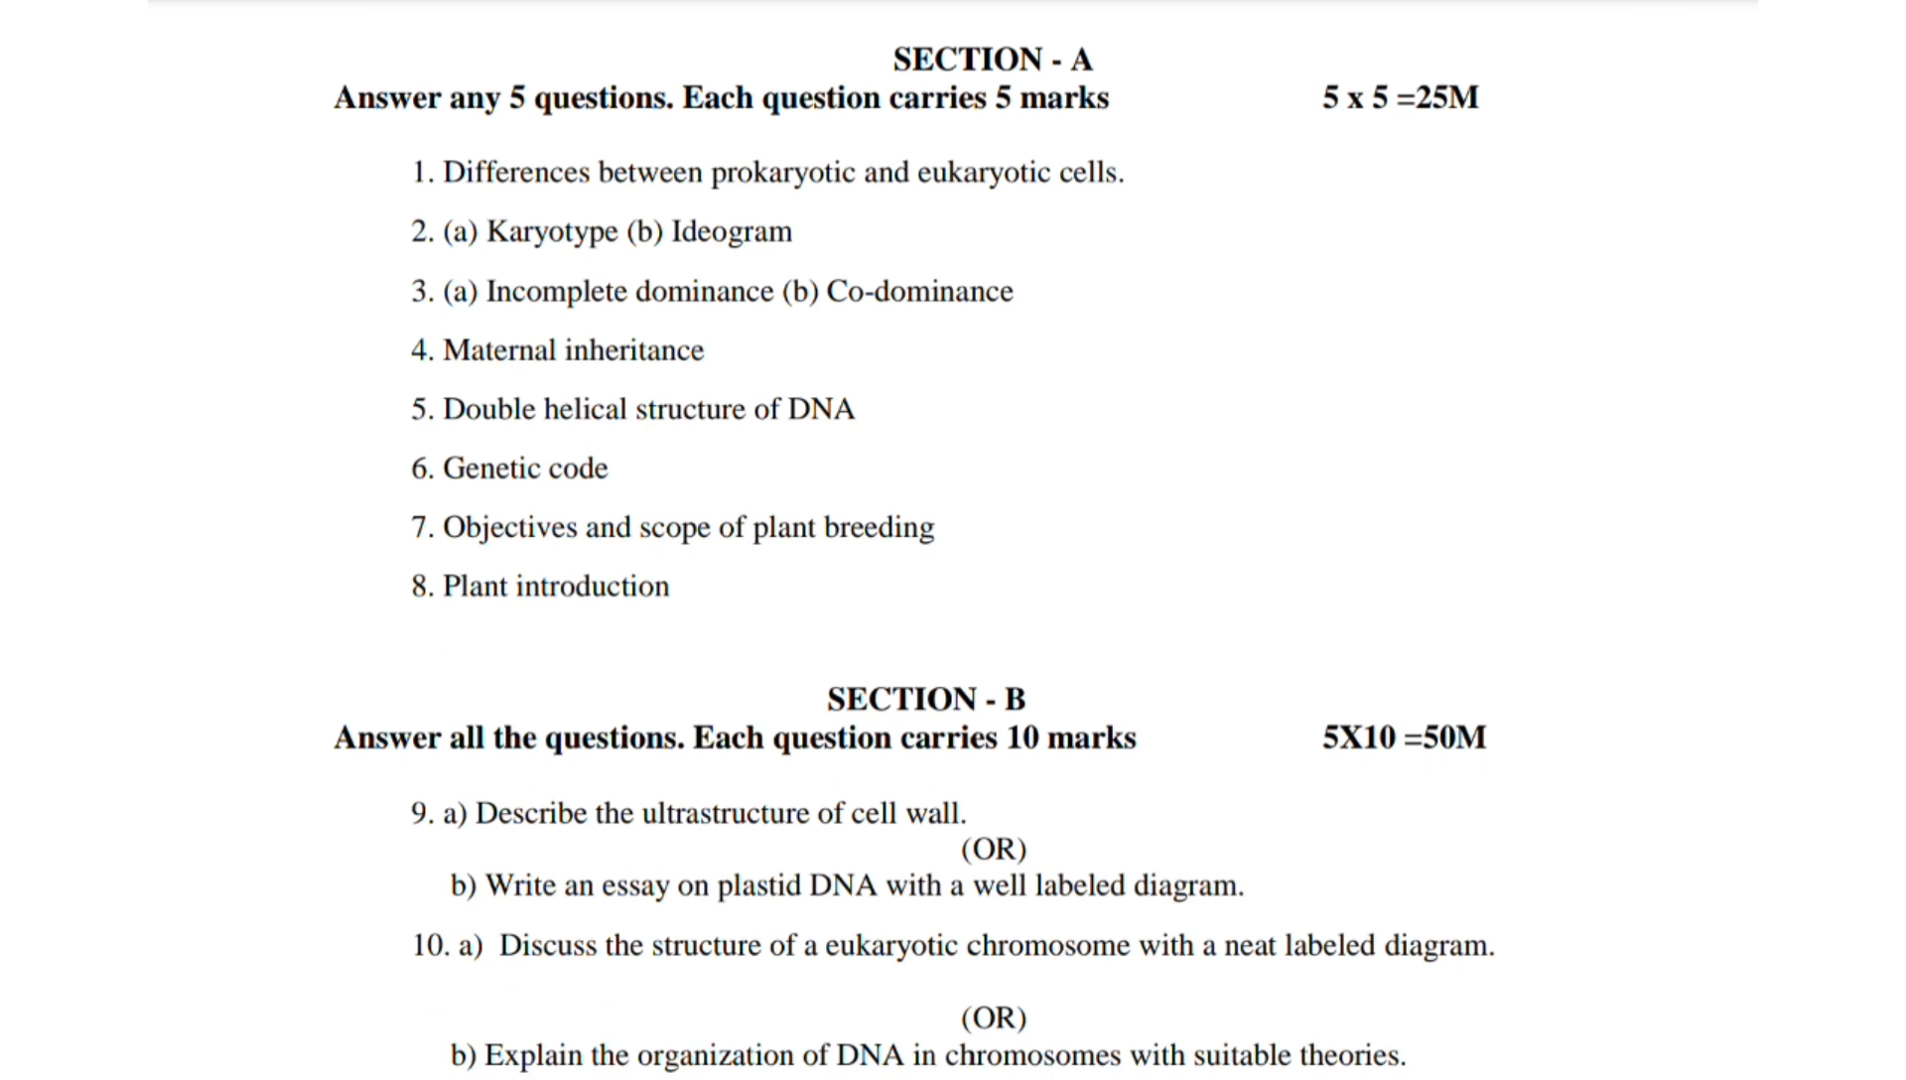 SECTION - A
Answer any 5 questions. Each question carries 5 marks 5 x 5 =25M
1. Differences between prokaryotic and eukaryotic cells.
2. (a) Karyotype (b) Ideogram
3. (a) Incomplete dominance (b) Co-dominance
4. Maternal inheritance
5. Double helical structure of DNA
6. Genetic code
7. Objectives and scope of plant breeding
8. Plant introduction
SECTION - B
Answer all the questions. Each question carries 10 marks 5X10 =50M
9. a) Describe the ultrastructure of cell wall.
(OR)
b) Write an essay on plastid DNA with a well labeled diagram.
10. a) Discuss the structure of a eukaryotic chromosome with a neat labeled diagram.
(OR)
b) Explain the organization of DNA in chromosomes with suitable theories.